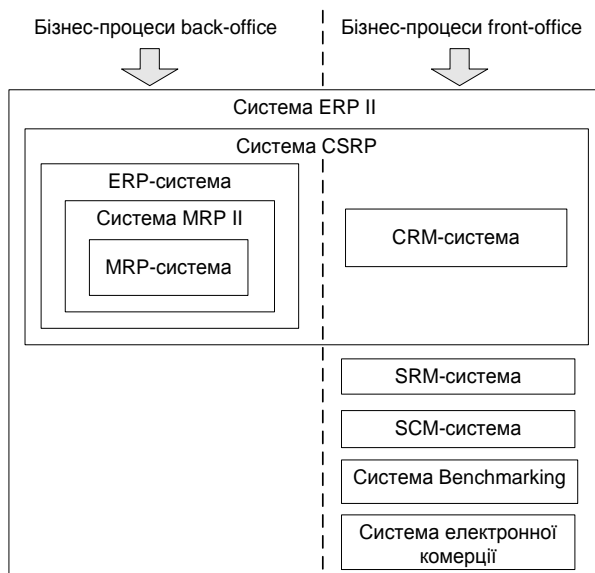 Бізнес-процеси back-office
Бізнес-процеси front-office
Система ERP II
Система CSRP
ERP-система
Система MRP II
MRP-система
CRM-система
SRM-система
SCM-система
Система Benchmarking
Система електронної
комерції